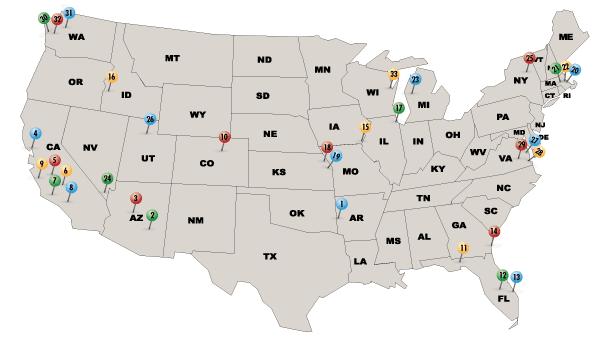 30 32 31
WA
ME
MT
ND
MN
25
VT
21 22 20
OR
16
ID
33
WI
23
MI
NY
MA
CT RI
WY
SD
17
26
10
IA
15
PA
NJ
4
CA
NV
UT
CO
NE
18 19
IL
IN
OH
MD
DE
27
29
28
9
5
6
7
8
24
KS
MO
KY
WV
VA
3
AZ
2
NM
OK
1
AR
TN
NC
SC
14
MS
AL
GA
11
TX
LA
12
13
FL